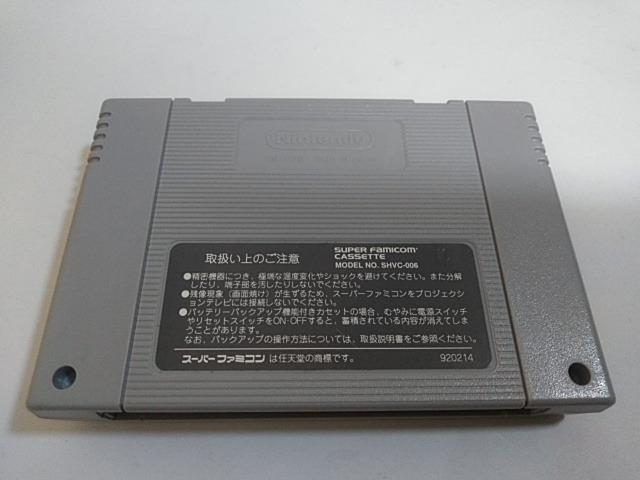 Nintendo
取扱い上のご注意
SUPER FAMICOM
CASSETTE
MODEL NO. SHVC-006
●精密機器につき、極端な温度変化やショックを避けてください。また分解
したり、端子部を汚したりしないでください。
●残像現象(画面焼け)が生ずるため、スーパーファミコンをプロジェクシ
ョンテレビには接続しないでください。
●バッテリーバックアップ機能付きカセットの場合、むやみに電源スイッチ
やリセットスイッチをON・OFFすると、蓄積されている内容が消えてしま
うことがあります。
なお、バックアップの操作方法については、取扱説明書をご参照ください。
スーパーファミコン は任天堂の商標です。
920214